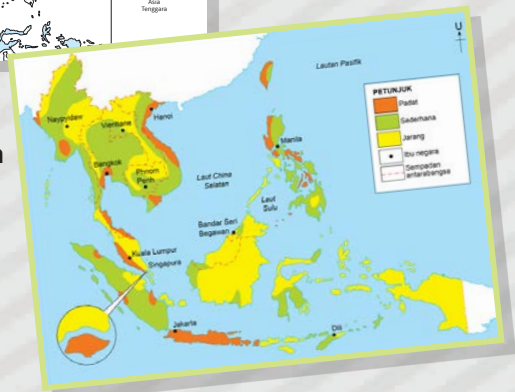 Asia
Tenggara
Lautan Pasifik
U
PETUNJUK
Padat
Sederhana
Jarang
Ibu negara
Sempadan
antarabangsa
Naypyidaw
Hanoi
Vientiane
Bangkok
Phnom
Penh
Manila
Laut China
Selatan
Laut
Sulu
Bandar Seri
Begawan
Kuala Lumpur
Singapura
Jakarta
Dili